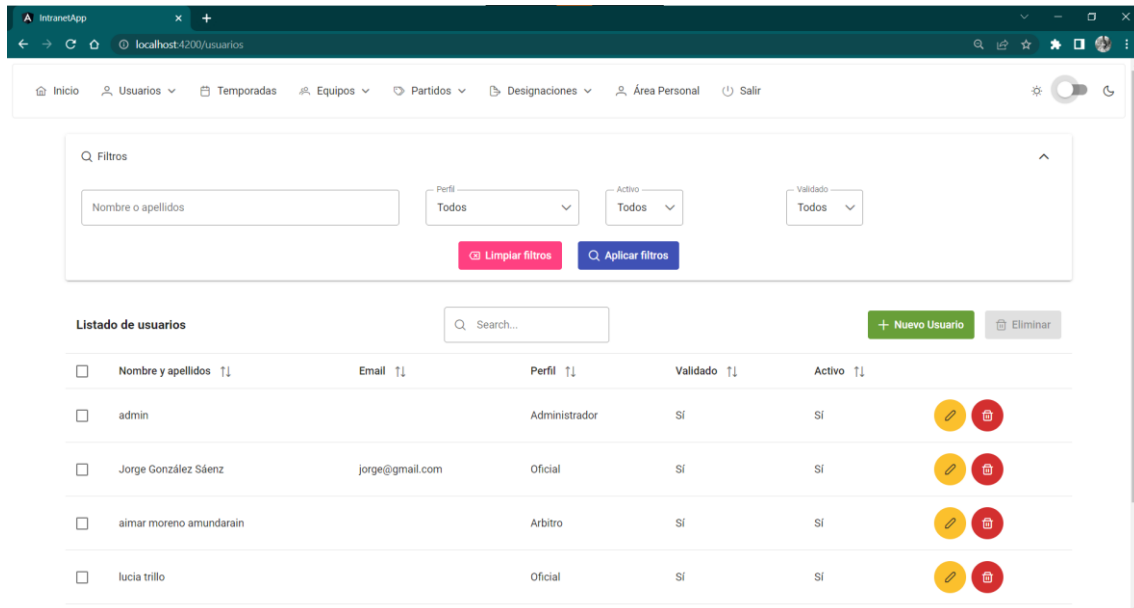 IntranetApp
localhost:4200/usuarios
Inicio Usuarios Temporadas Equipos Partidos Designaciones Área Personal Salir
Filtros
Perfil Activo Validado
Nombre o apellidos Todos Todos Todos
Limpiar filtros Aplicar filtros
Listado de usuarios Search... + Nuevo Usuario Eliminar
Nombre y apellidos Email Perfil Validado Activo
admin Administrador Sí Sí
Jorge González Sáenz jorge@gmail.com Oficial Sí Sí
aimar moreno amundarain Arbitro Sí Sí
lucia trillo Oficial Sí Sí